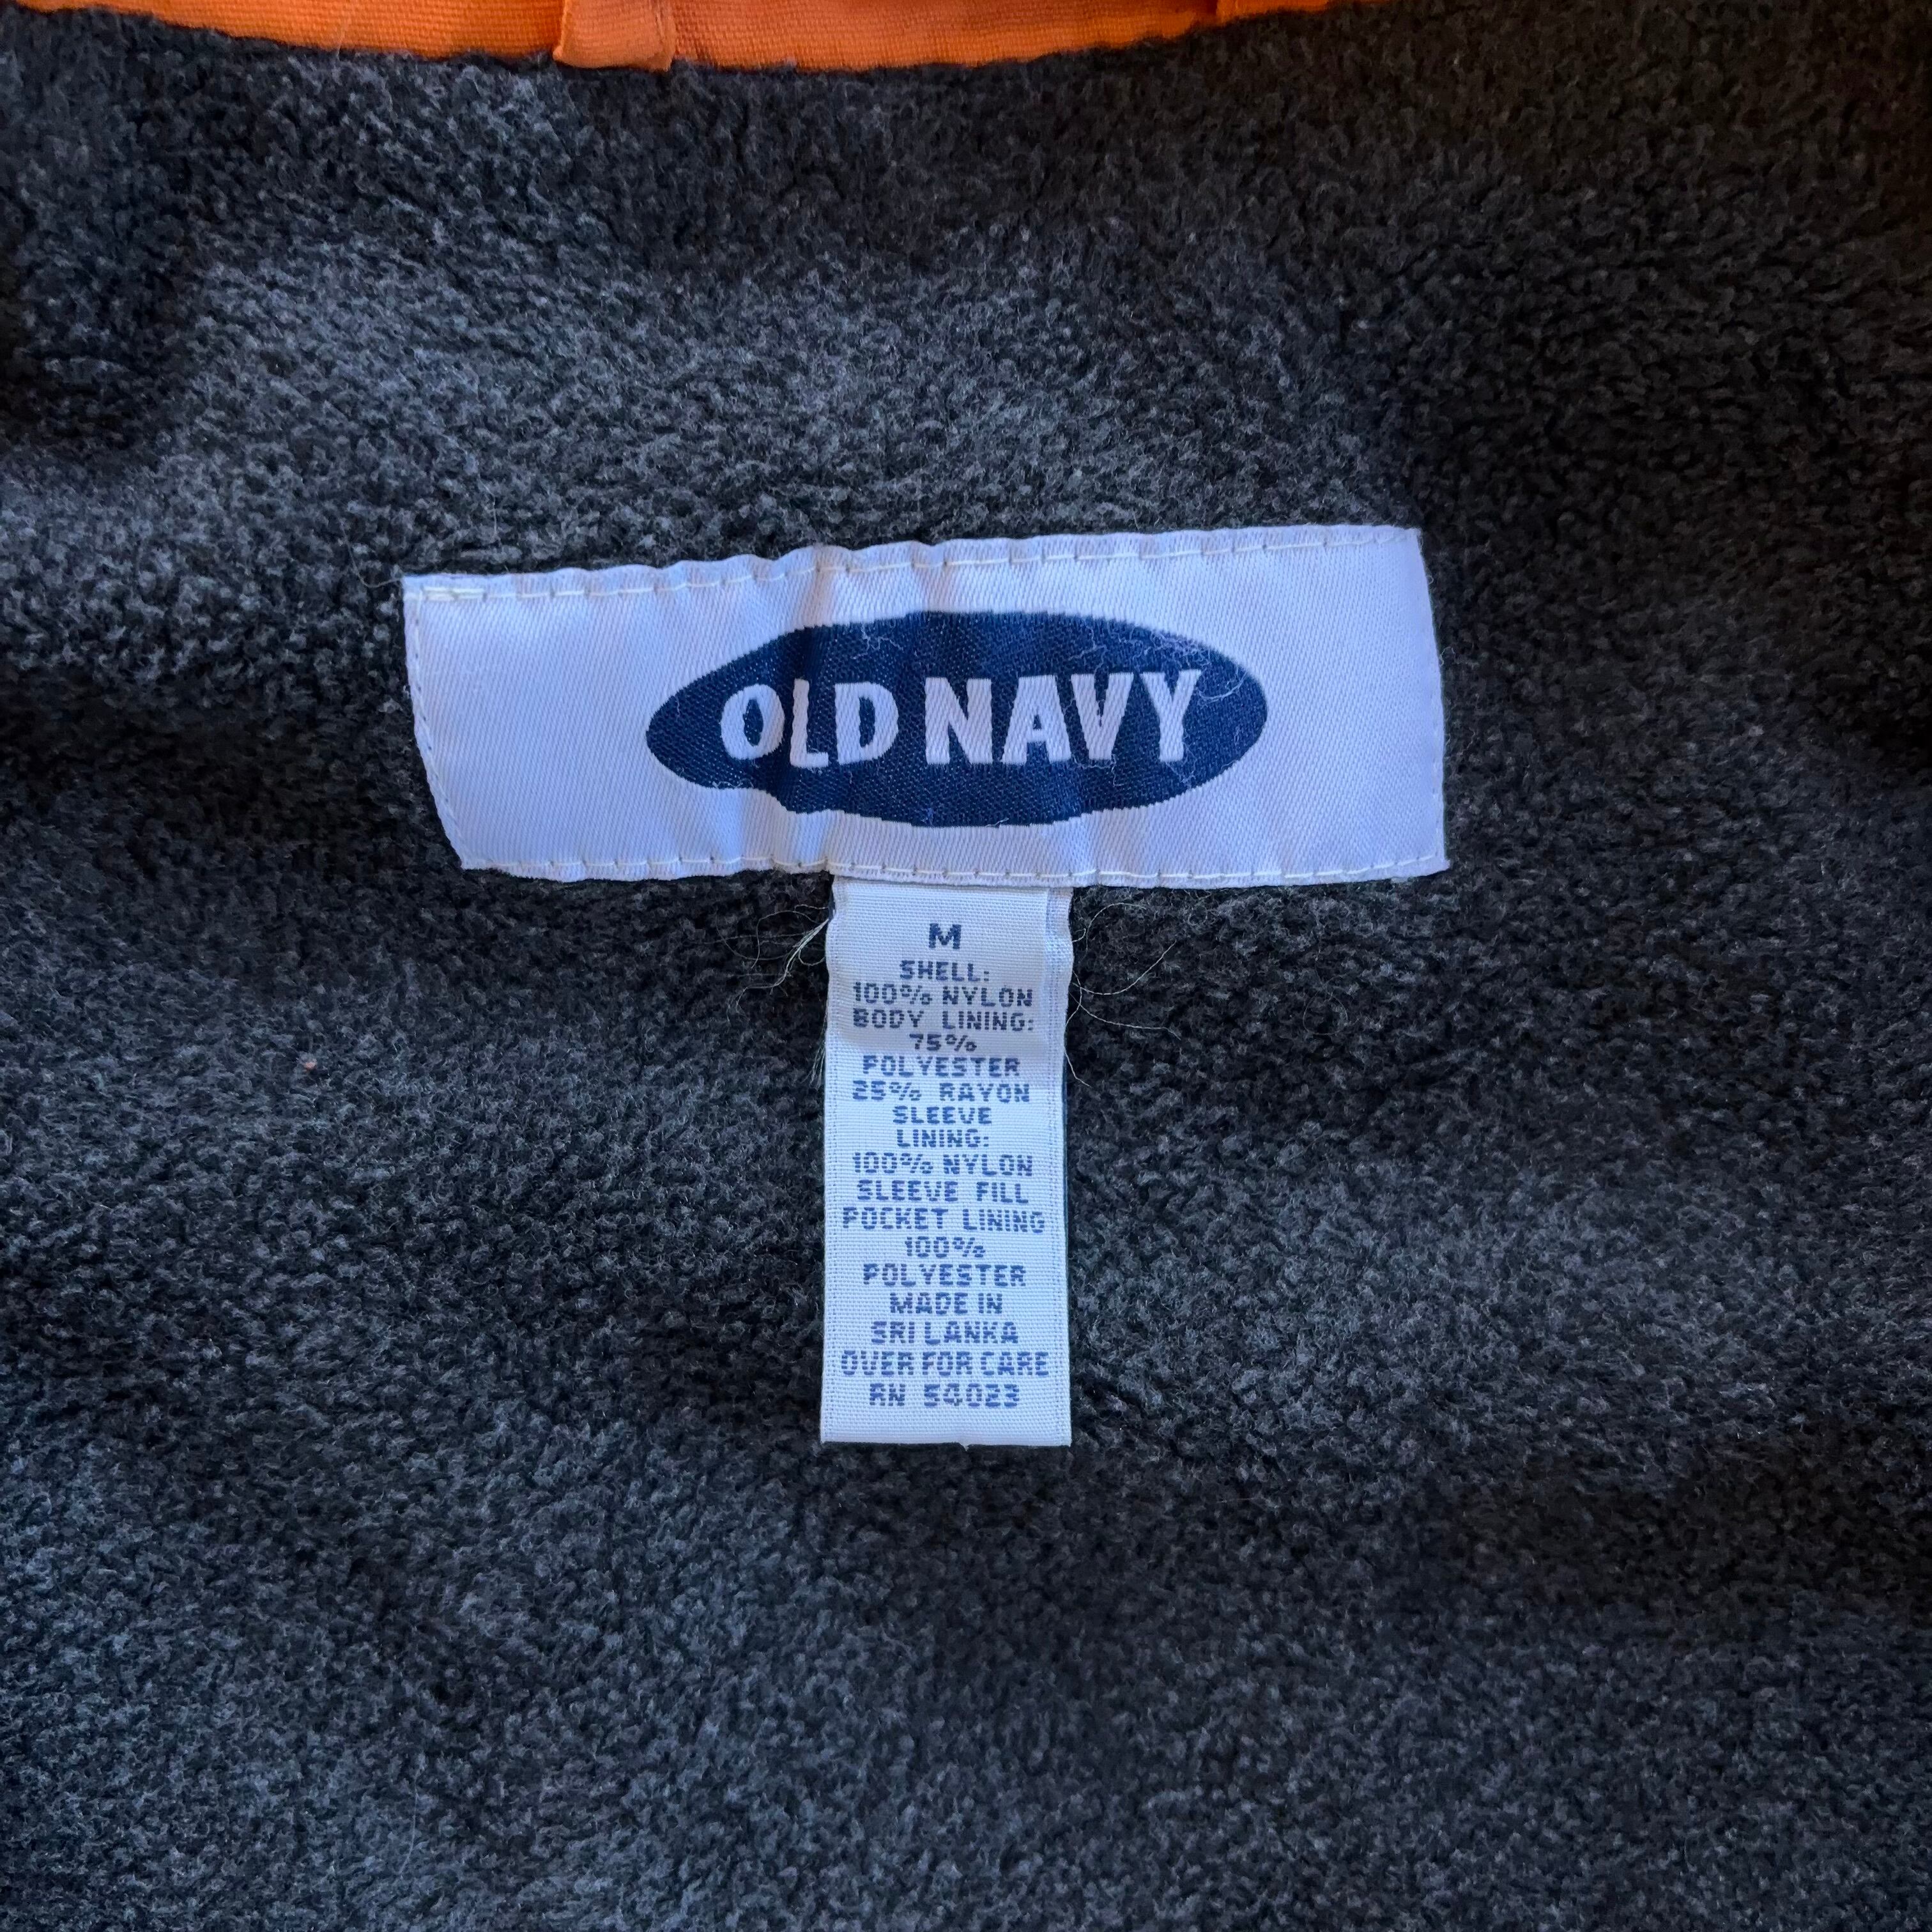 OLD NAVY
M
SHELL:
100% NYLON
BODY LINING:
75%
POLYESTER
25% RAYON
SLEEVE
LINING:
100% NYLON
SLEEVE FILL
POCKET LINING
100%
POLYESTER
MADE IN
SRI LANKA
OVER FOR CARE
RN 54023